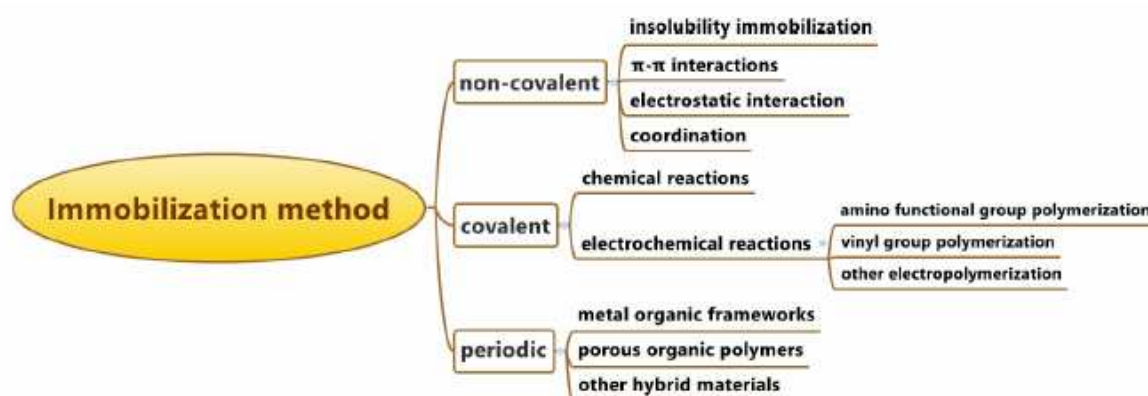 Immobilization method
non-covalent
insolubility immobilization
π-π interactions
electrostatic interaction
coordination
covalent
chemical reactions
electrochemical reactions
amino functional group polymerization
vinyl group polymerization
other electropolymerization
periodic
metal organic frameworks
porous organic polymers
other hybrid materials